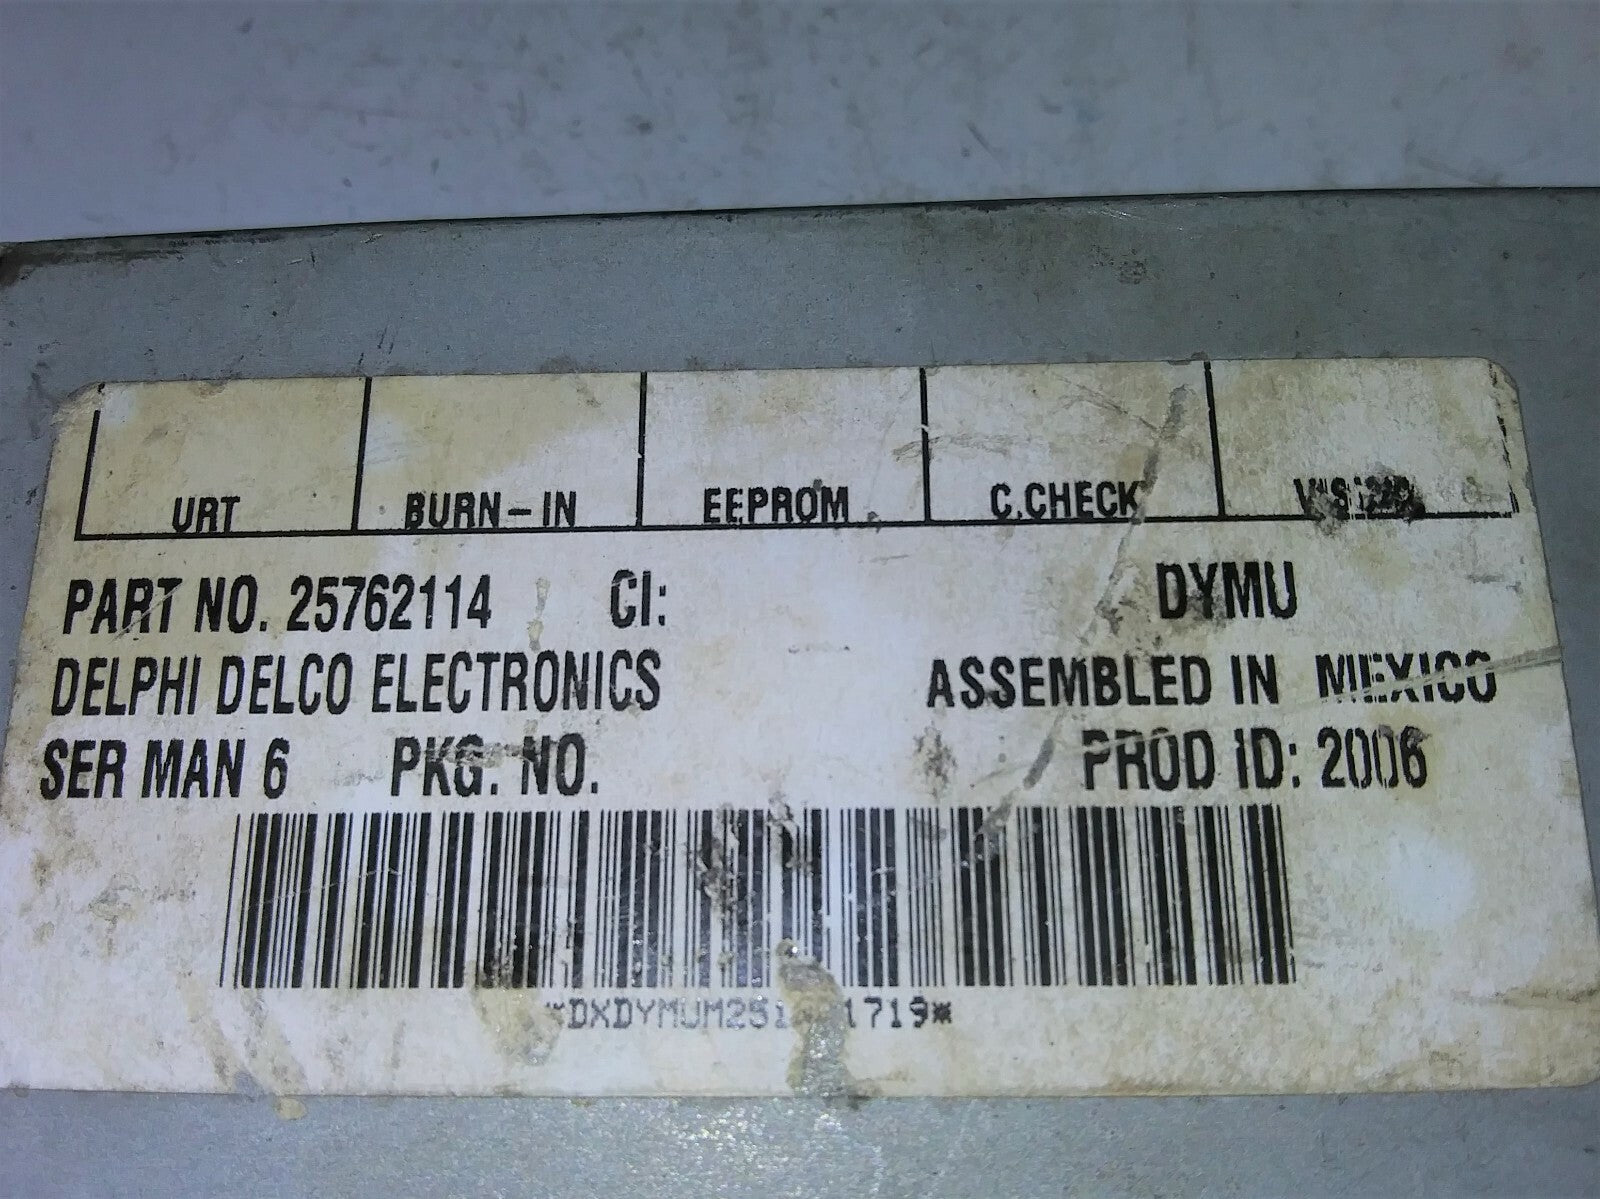 URT BURN-IN EEPROM C.CHECK
PART NO. 25762114 CI: DYMU
DELPHI DELCO ELECTRONICS ASSEMBLED IN MEXICO
SER MAN 6 PKG. NO. PROD ID: 2006